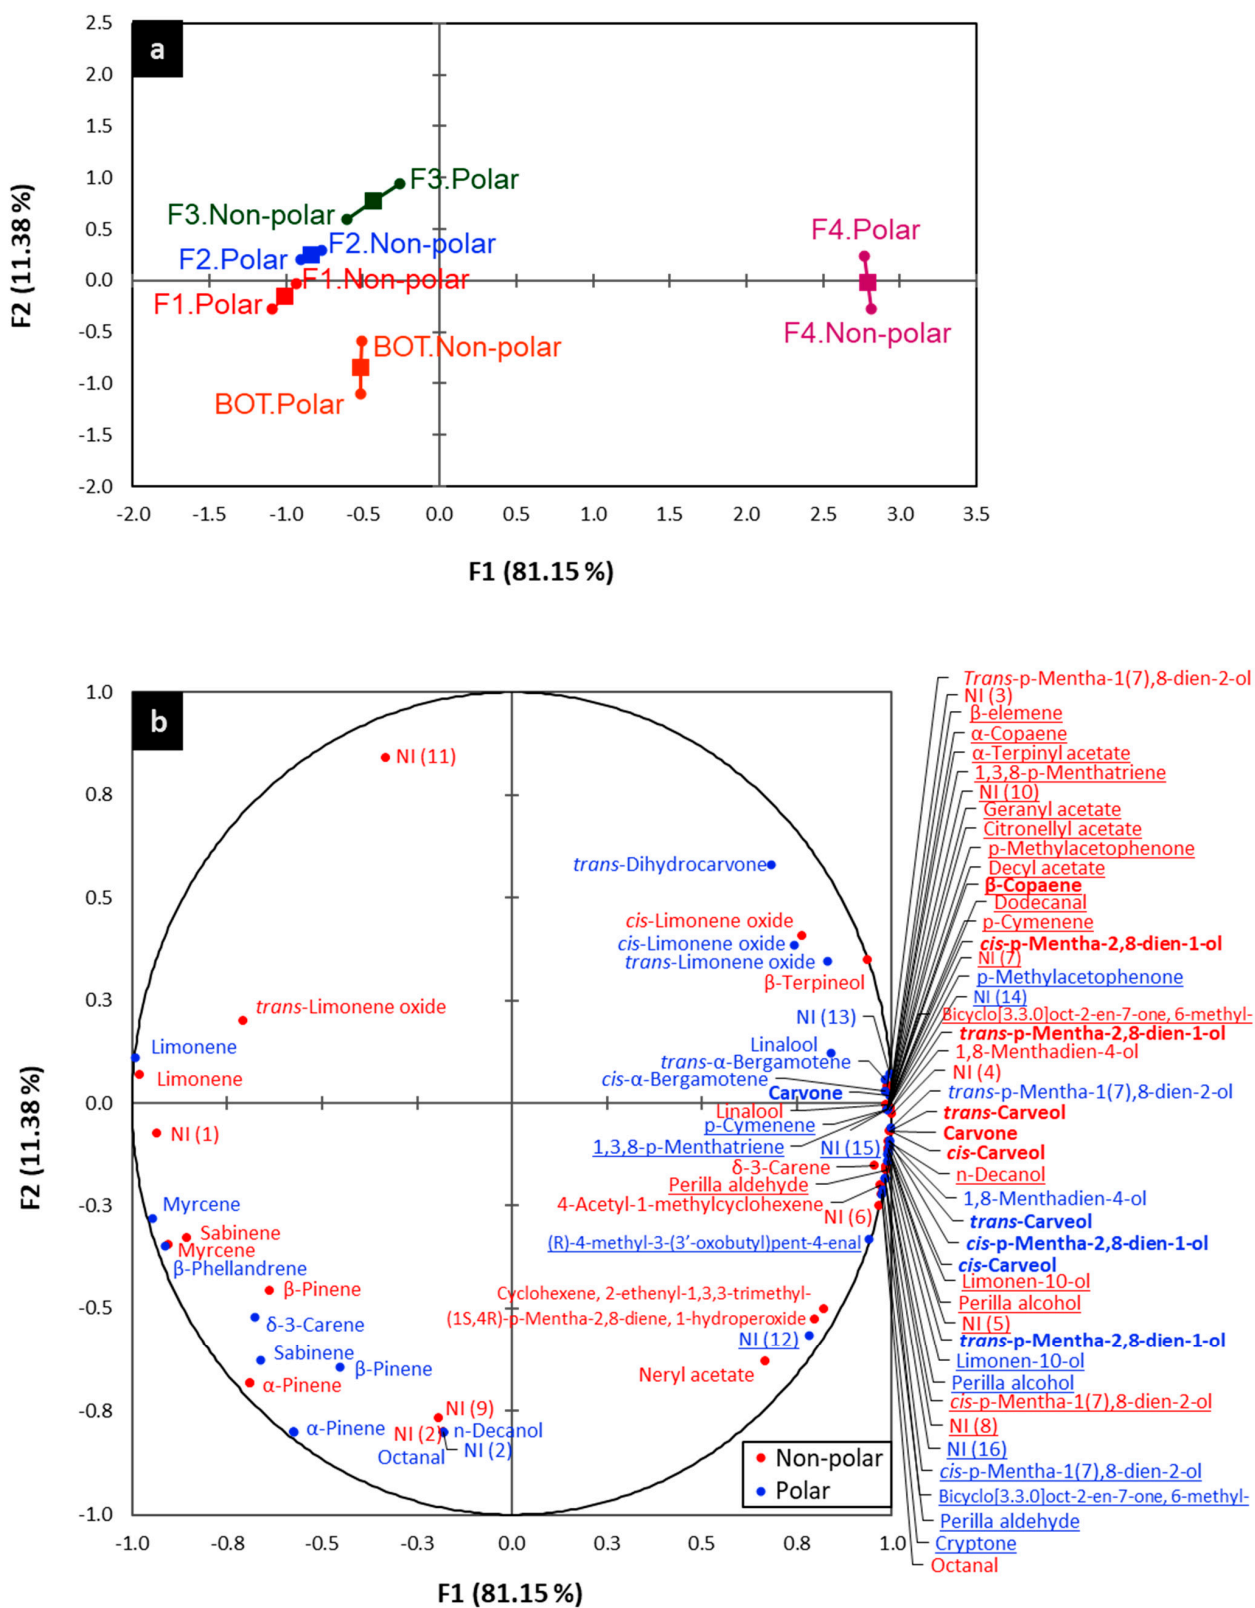 a
2.5
2.0
1.5
1.0
0.5
0.0
-0.5
-1.0
-1.5
-2.0
F2 (11.38 %)
F3.Polar
F3.Non-polar
F2.Non-polar
F2.Polar
F1.Non-polar
F1.Polar
BOT.Non-polar
BOT.Polar
F4.Polar
F4.Non-polar
-2.0 -1.5 -1.0 -0.5 0.0 0.5 1.0 1.5 2.0 2.5 3.0 3.5
F1 (81.15 %)
b
1.0
0.8
0.5
0.3
0.0
-0.3
-0.5
-0.8
-1.0
F2 (11.38 %)
NI (11)
trans-Dihydrocarvone
cis-Limonene oxide
cis-Limonene oxide
trans-Limonene oxide
β-Terpineol
trans-Limonene oxide
NI (13)
Limonene
Linalool
trans-α-Bergamotene
Limonene
cis-α-Bergamotene
Carvone
Linalool
NI (1)
p-Cymenene
1,3,8-p-Menthatriene
NI (15)
δ-3-Carene
Perilla aldehyde
4-Acetyl-1-methylcyclohexene
NI (6)
(R)-4-methyl-3-(3’-oxobutyl)pent-4-enal
Myrcene
Sabinene
Myrcene
β-Phellandrene
β-Pinene
δ-3-Carene
Sabinene
β-Pinene
α-Pinene
Cyclohexene, 2-ethenyl-1,3,3-trimethyl-
(1S,4R)-p-Mentha-2,8-diene, 1-hydroperoxide
NI (12)
Neryl acetate
NI (9)
α-Pinene
NI (2)
n-Decanol
Octanal
NI (2)
Non-polar
Polar
Trans-p-Mentha-1(7),8-dien-2-ol
NI (3)
β-elemene
α-Copaene
α-Terpinyl acetate
1,3,8-p-Menthatriene
NI (10)
Geranyl acetate
Citronellyl acetate
p-Methylacetophenone
Decyl acetate
β-Copaene
Dodecanal
p-Cymenene
cis-p-Mentha-2,8-dien-1-ol
NI (7)
p-Methylacetophenone
NI (14)
Bicyclo[3.3.0]oct-2-en-7-one, 6-methyl-
trans-p-Mentha-2,8-dien-1-ol
1,8-Menthadien-4-ol
NI (4)
trans-p-Mentha-1(7),8-dien-2-ol
trans-Carveol
Carvone
cis-Carveol
n-Decanol
1,8-Menthadien-4-ol
trans-Carveol
cis-p-Mentha-2,8-dien-1-ol
cis-Carveol
Limonen-10-ol
Perilla alcohol
NI (5)
trans-p-Mentha-2,8-dien-1-ol
Limonen-10-ol
Perilla alcohol
cis-p-Mentha-1(7),8-dien-2-ol
NI (8)
NI (16)
cis-p-Mentha-1(7),8-dien-2-ol
Bicyclo[3.3.0]oct-2-en-7-one, 6-methyl-
Perilla aldehyde
Cryptone
Octanal
-1.0 -0.8 -0.5 -0.3 0.0 0.3 0.5 0.8 1.0
F1 (81.15 %)